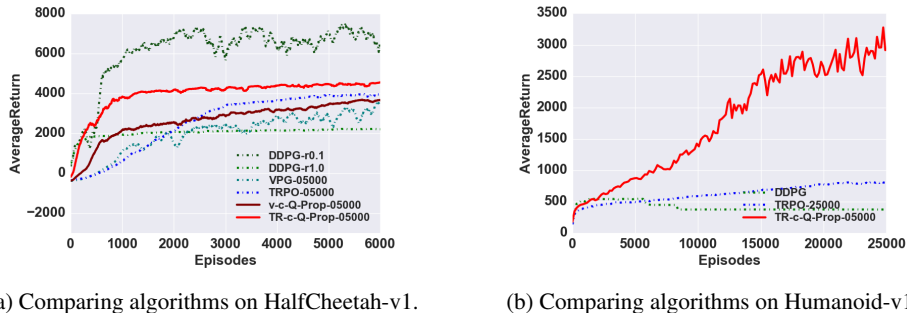 8000
6000
4000
2000
0
−2000
AverageReturn
0 1000 2000 3000 4000 5000 6000
Episodes
DDPG-r0.1
DDPG-r1.0
VPG-05000
TRPO-05000
v-c-Q-Prop-05000
TR-c-Q-Prop-05000
3500
3000
2500
2000
1500
1000
500
0
AverageReturn
0 5000 10000 15000 20000 25000
Episodes
DDPG
TRPO-25000
TR-c-Q-Prop-05000
a) Comparing algorithms on HalfCheetah-v1.
(b) Comparing algorithms on Humanoid-v1